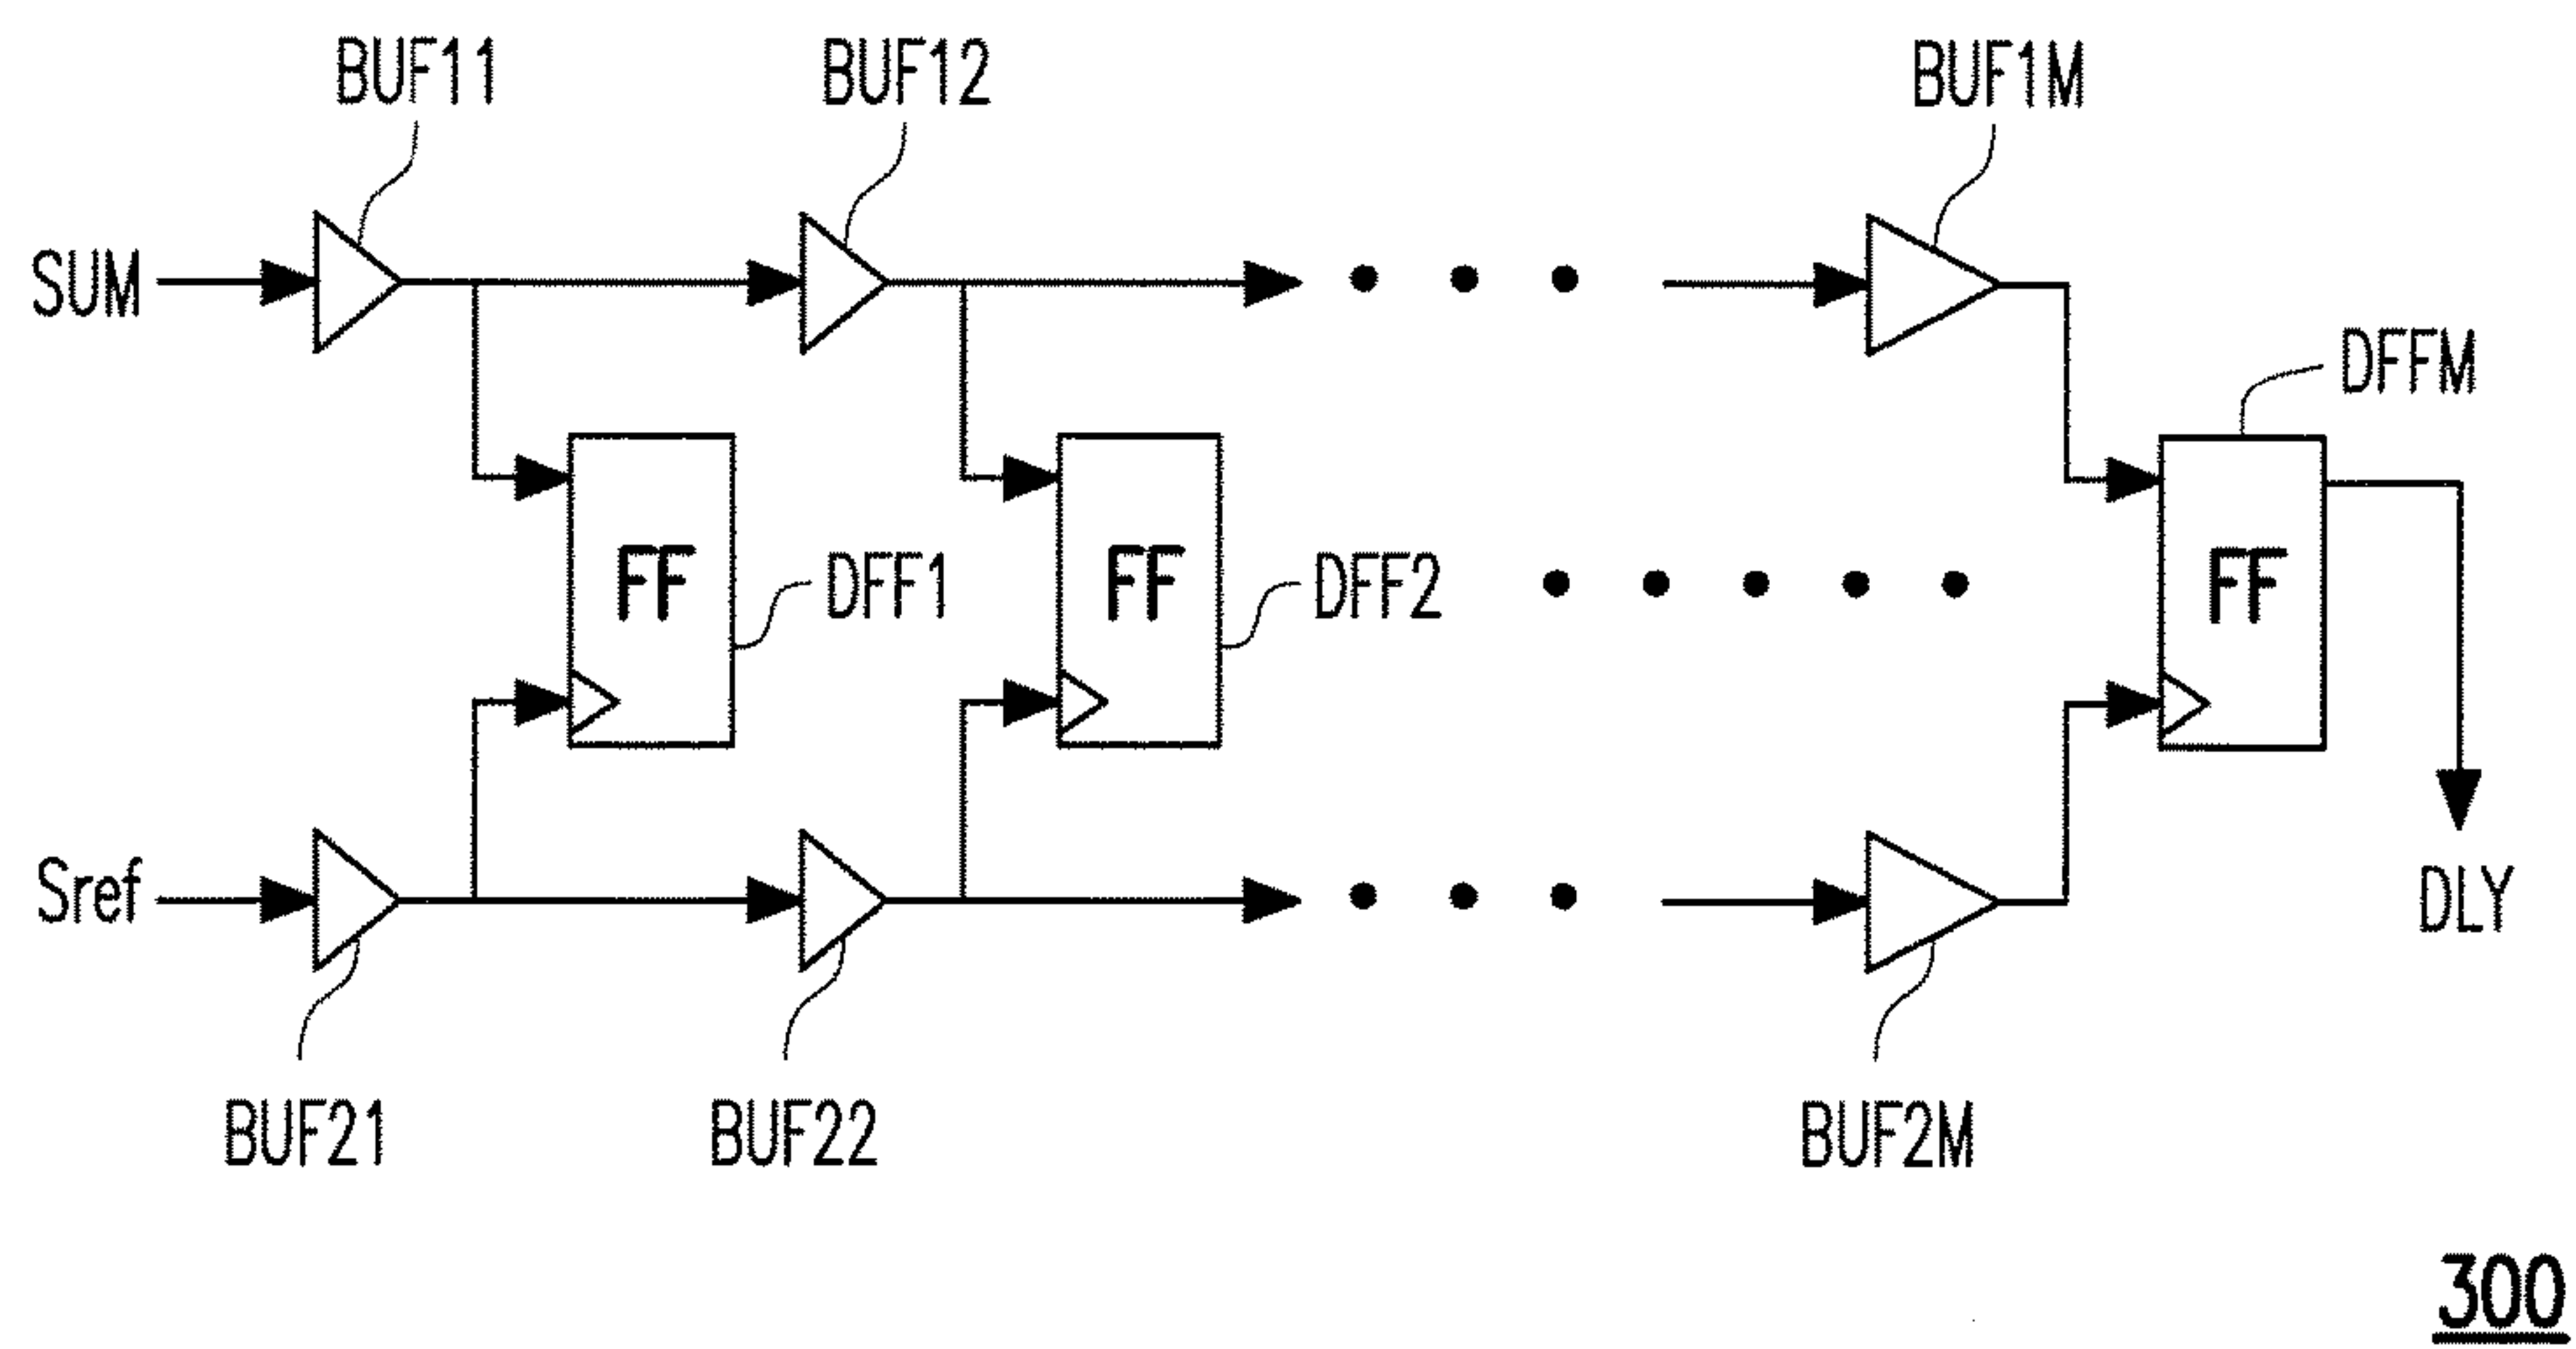 BUF11
BUF12
BUF1M
SUM
DFFM
FF
DFF1
FF
DFF2
FF
Sref
DLY
BUF21
BUF22
BUF2M
300